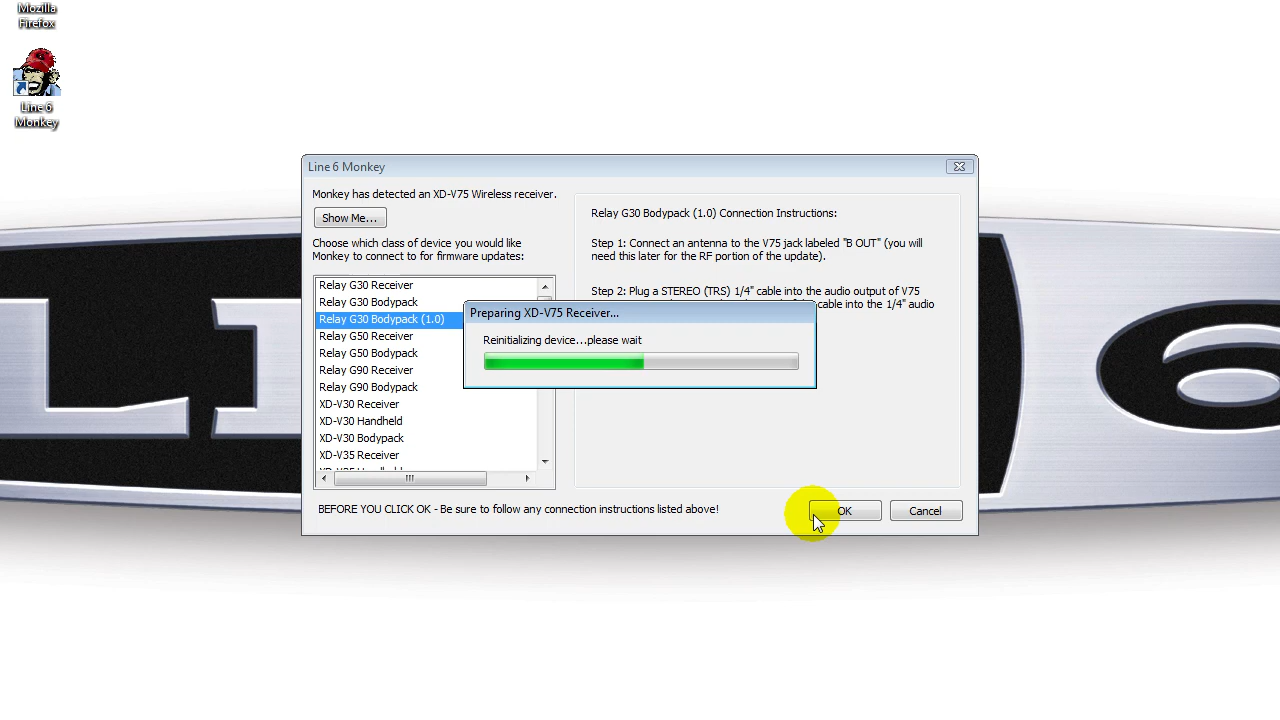 Mozilla
Firefox
Line 6
Monkey
Line 6 Monkey
Monkey has detected an XD-V75 Wireless receiver.
Show Me...
Choose which class of device you would like
Monkey to connect to for firmware updates:
Relay G30 Receiver
Relay G30 Bodypack
Relay G30 Bodypack (1.0)
Relay G50 Receiver
Relay G50 Bodypack
Relay G90 Receiver
Relay G90 Bodypack
XD-V30 Receiver
XD-V30 Handheld
XD-V30 Bodypack
XD-V35 Receiver
Relay G30 Bodypack (1.0) Connection Instructions:
Step 1: Connect an antenna to the V75 jack labeled "B OUT" (you will
need this later for the RF portion of the update).
Step 2: Plug a STEREO (TRS) 1/4" cable into the audio output of V75
cable into the 1/4" audio
Preparing XD-V75 Receiver...
Reinitializing device...please wait
BEFORE YOU CLICK OK - Be sure to follow any connection instructions listed above!
OK
Cancel
LI 6